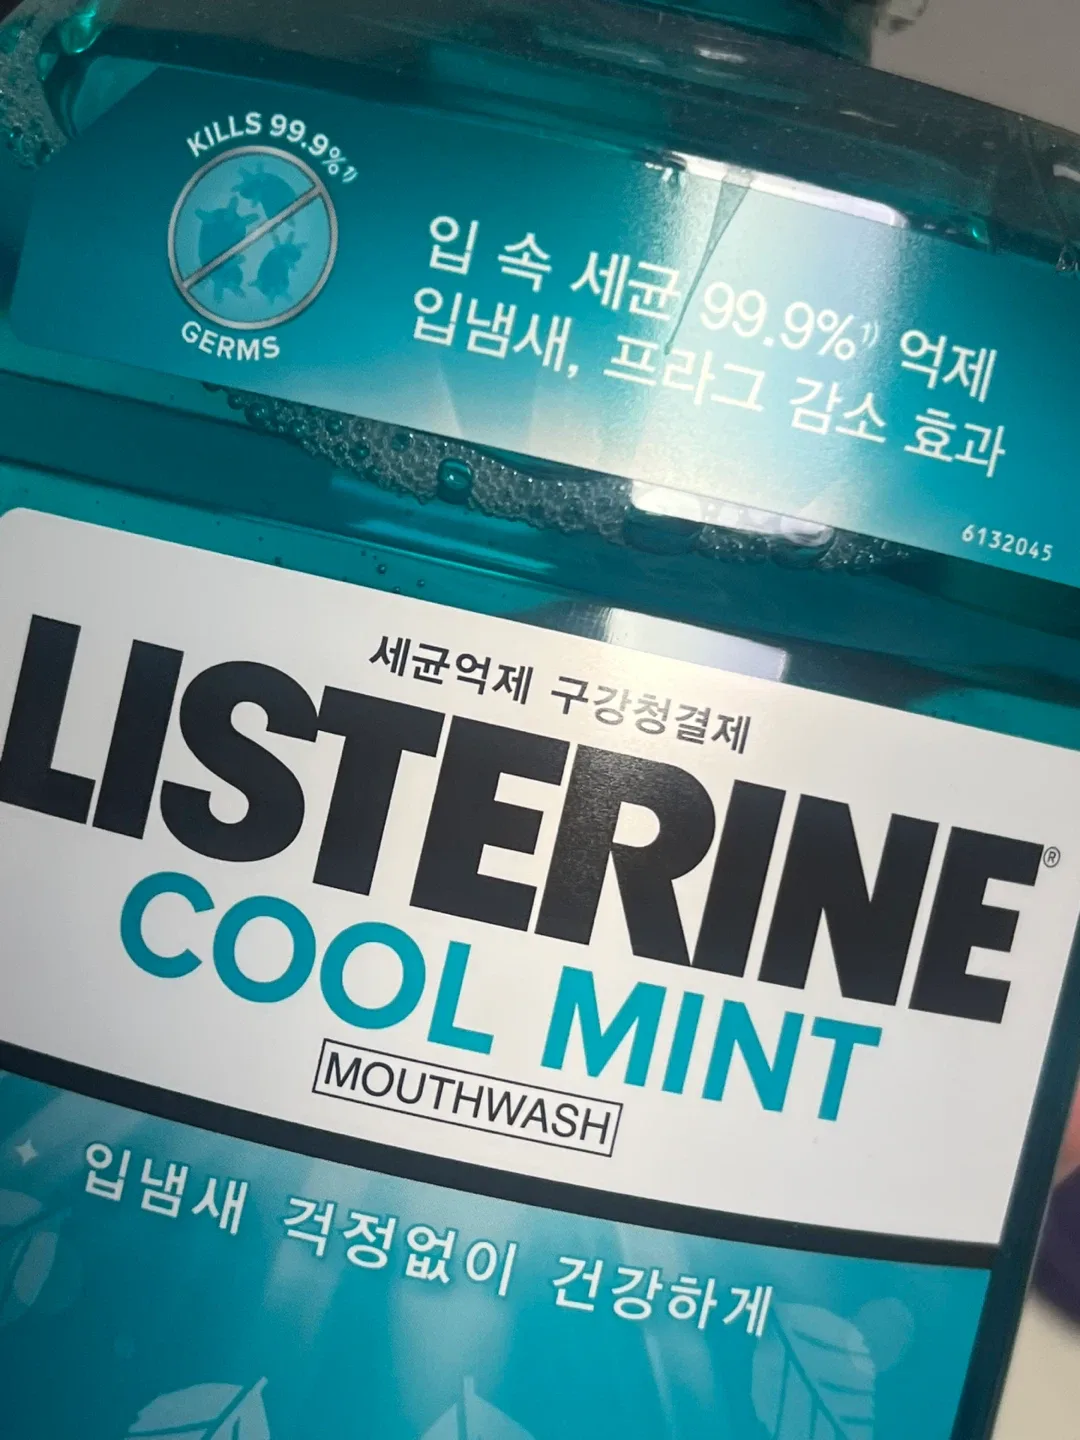 KILLS 99.9%¹⁾
GERMS
입 속 세균 99.9%¹⁾ 억제
입냄새, 프라그 감소 효과
6132045
세균억제 구강청결제
LISTERINE®
COOL MINT
MOUTHWASH
입냄새 걱정없이 건강하게